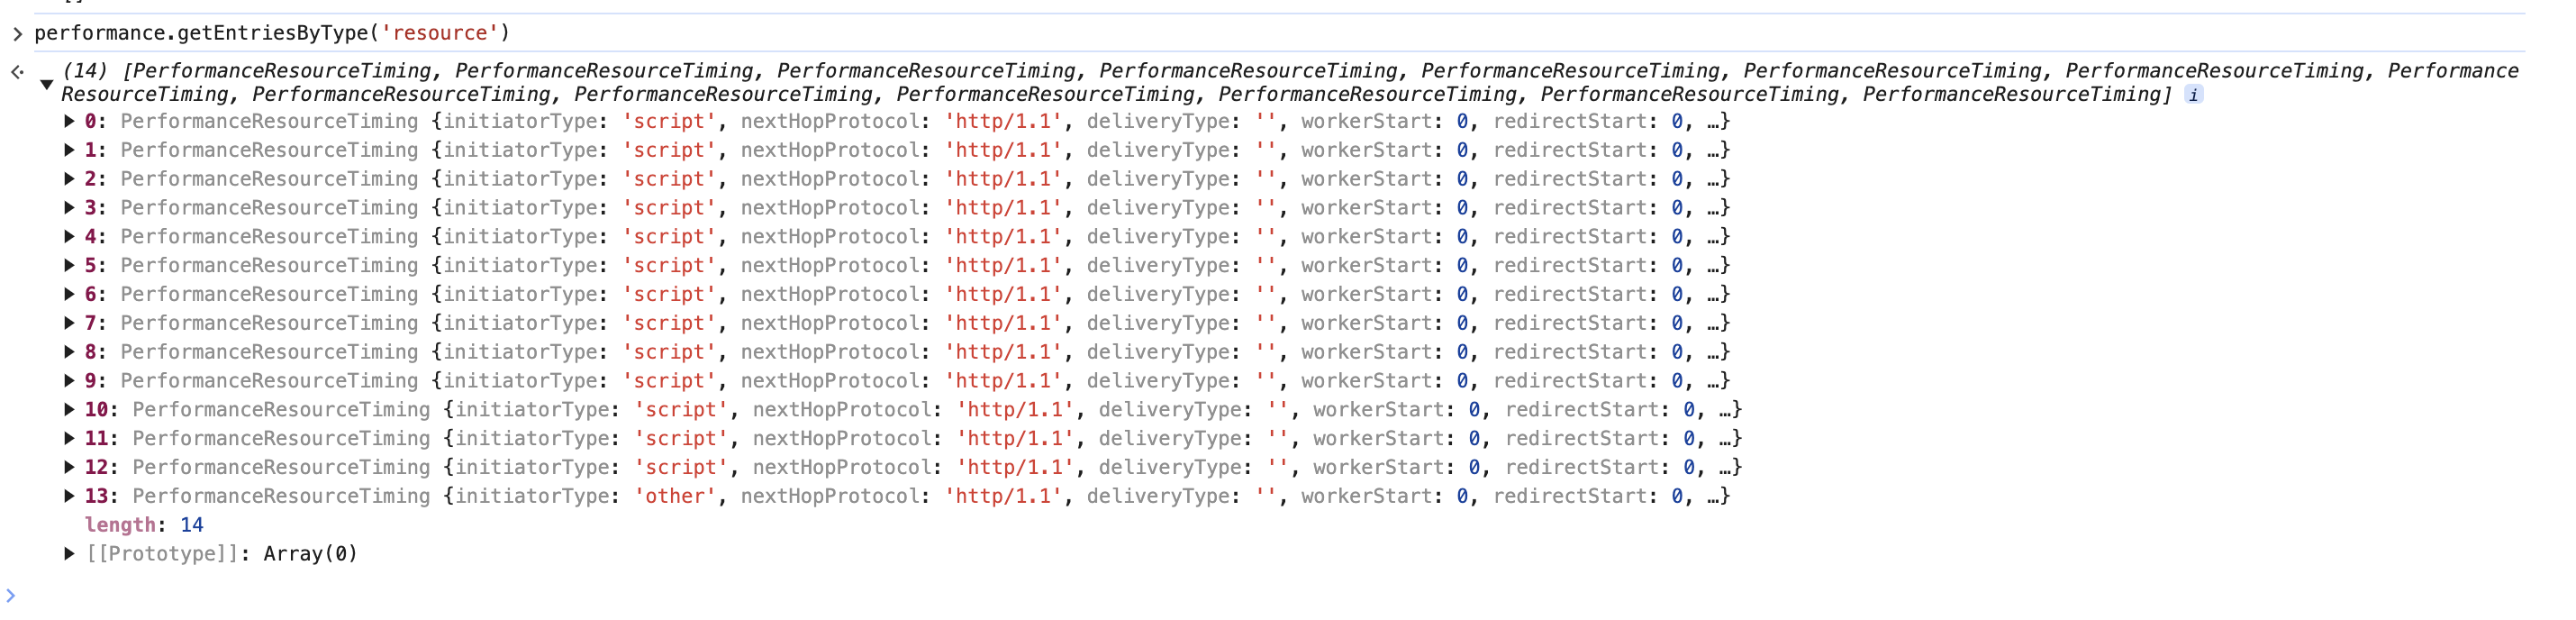 []
> performance.getEntriesByType('resource')
(14) [PerformanceResourceTiming, PerformanceResourceTiming, PerformanceResourceTiming, PerformanceResourceTiming, PerformanceResourceTiming, PerformanceResourceTiming, PerformanceResourceTiming, Performance
ResourceTiming, PerformanceResourceTiming, PerformanceResourceTiming, PerformanceResourceTiming, PerformanceResourceTiming, PerformanceResourceTiming, PerformanceResourceTiming] i
▶ 0: PerformanceResourceTiming {initiatorType: 'script', nextHopProtocol: 'http/1.1', deliveryType: '', workerStart: 0, redirectStart: 0, …}
▶ 1: PerformanceResourceTiming {initiatorType: 'script', nextHopProtocol: 'http/1.1', deliveryType: '', workerStart: 0, redirectStart: 0, …}
▶ 2: PerformanceResourceTiming {initiatorType: 'script', nextHopProtocol: 'http/1.1', deliveryType: '', workerStart: 0, redirectStart: 0, …}
▶ 3: PerformanceResourceTiming {initiatorType: 'script', nextHopProtocol: 'http/1.1', deliveryType: '', workerStart: 0, redirectStart: 0, …}
▶ 4: PerformanceResourceTiming {initiatorType: 'script', nextHopProtocol: 'http/1.1', deliveryType: '', workerStart: 0, redirectStart: 0, …}
▶ 5: PerformanceResourceTiming {initiatorType: 'script', nextHopProtocol: 'http/1.1', deliveryType: '', workerStart: 0, redirectStart: 0, …}
▶ 6: PerformanceResourceTiming {initiatorType: 'script', nextHopProtocol: 'http/1.1', deliveryType: '', workerStart: 0, redirectStart: 0, …}
▶ 7: PerformanceResourceTiming {initiatorType: 'script', nextHopProtocol: 'http/1.1', deliveryType: '', workerStart: 0, redirectStart: 0, …}
▶ 8: PerformanceResourceTiming {initiatorType: 'script', nextHopProtocol: 'http/1.1', deliveryType: '', workerStart: 0, redirectStart: 0, …}
▶ 9: PerformanceResourceTiming {initiatorType: 'script', nextHopProtocol: 'http/1.1', deliveryType: '', workerStart: 0, redirectStart: 0, …}
▶ 10: PerformanceResourceTiming {initiatorType: 'script', nextHopProtocol: 'http/1.1', deliveryType: '', workerStart: 0, redirectStart: 0, …}
▶ 11: PerformanceResourceTiming {initiatorType: 'script', nextHopProtocol: 'http/1.1', deliveryType: '', workerStart: 0, redirectStart: 0, …}
▶ 12: PerformanceResourceTiming {initiatorType: 'script', nextHopProtocol: 'http/1.1', deliveryType: '', workerStart: 0, redirectStart: 0, …}
▶ 13: PerformanceResourceTiming {initiatorType: 'other', nextHopProtocol: 'http/1.1', deliveryType: '', workerStart: 0, redirectStart: 0, …}
length: 14
▶ [[Prototype]]: Array(0)
>